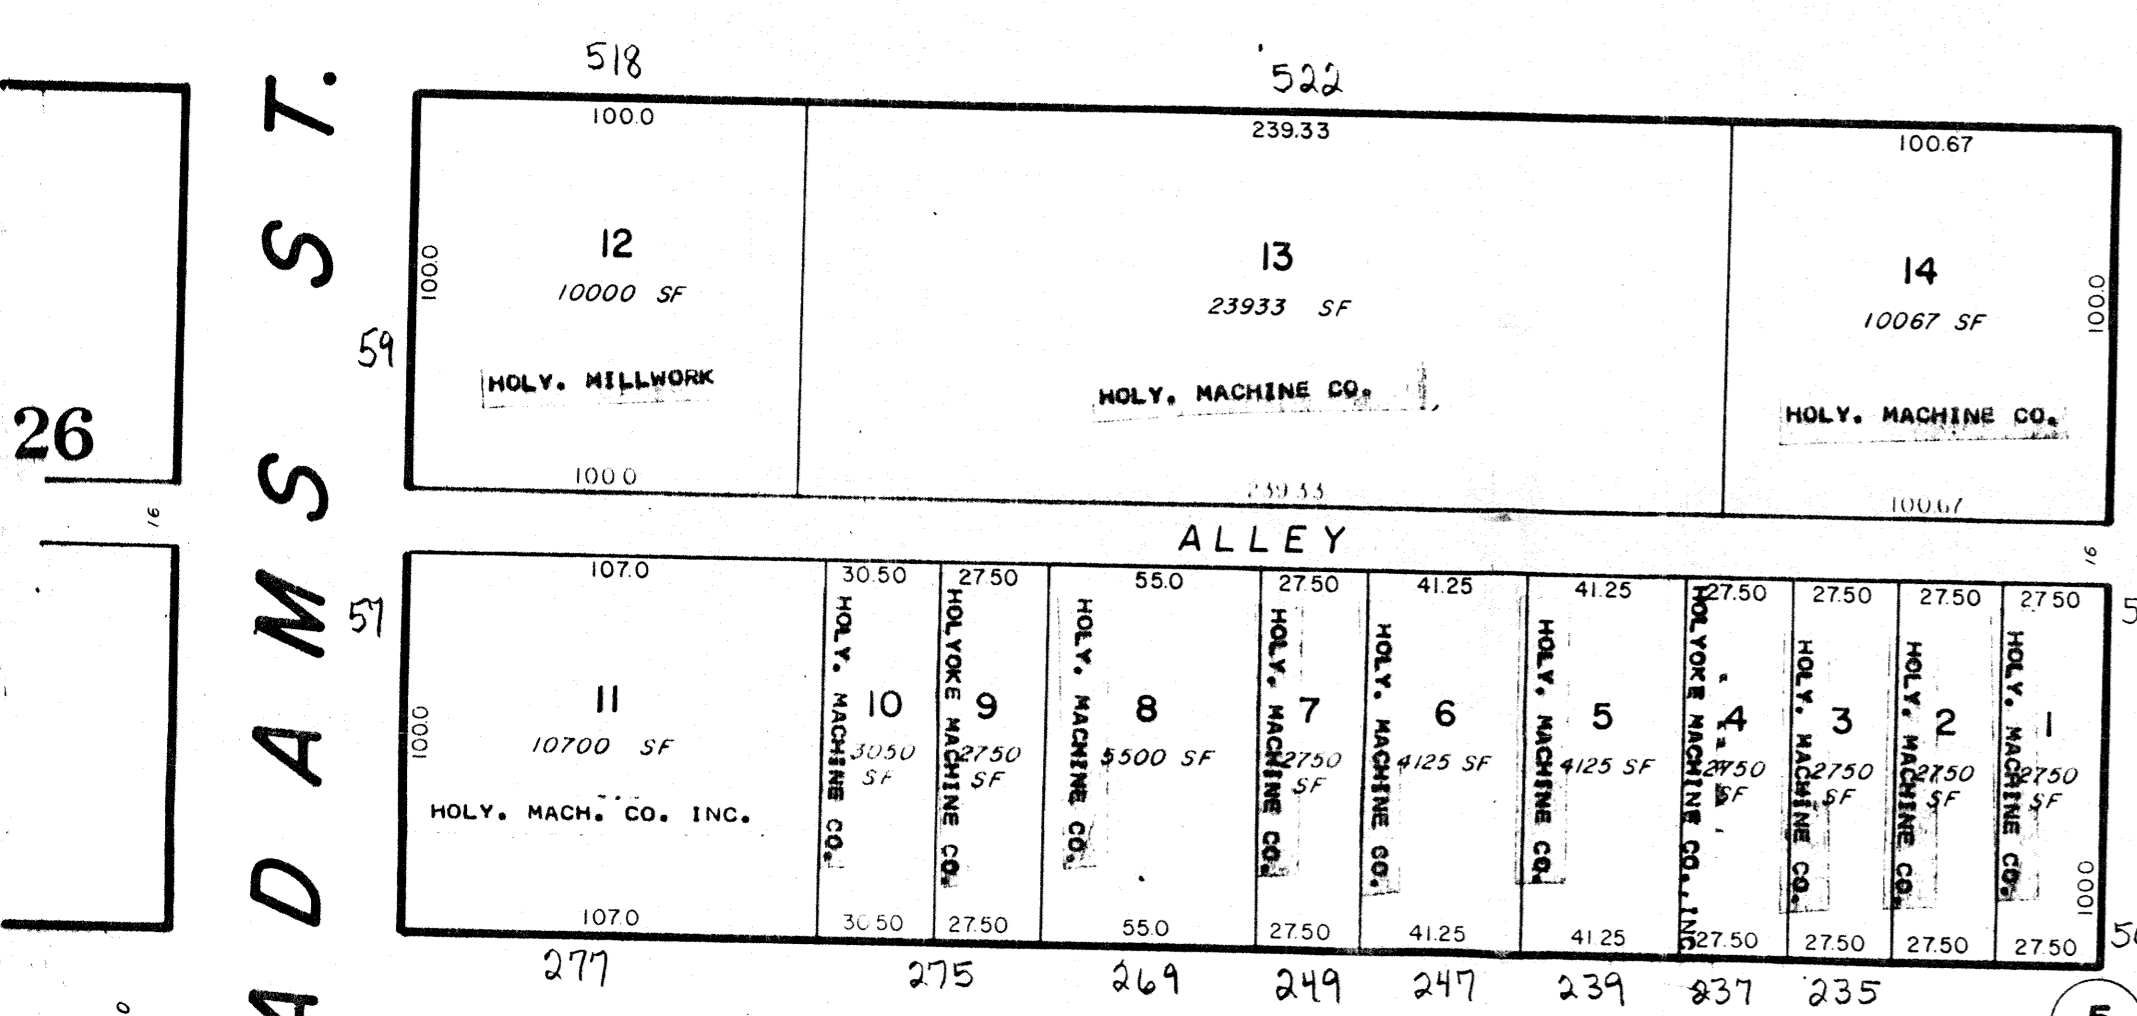 518
522
100.0
239.33
100.67
12
13
14
100.0
10000 SF
23933 SF
10067 SF
100.0
59
HOLY. MILLWORK
HOLY. MACHINE CO.
HOLY. MACHINE CO.
26
100 0
239 33
100.67
16
ALLEY
16
ADAMS ST.
107.0
30.50
27.50
55.0
27.50
41.25
41.25
27.50
27.50
27.50
27 50
57
HOLY. MACHINE CO.
HOLYOKE MACHINE CO.
HOLY. MACHINE CO.
HOLY. MACHINE CO.
HOLY. MACHINE CO.
HOLY. MACHINE CO.
HOLYOKE MACHINE CO., INC
HOLY. MACHINE CO.
HOLY. MACHINE CO.
HOLY. MACHINE CO.
11
10
9
8
7
6
5
4
3
2
1
100.0
10700 SF
3050
SF
2750
SF
5500 SF
2750
SF
4125 SF
4125 SF
2750
SF
2750
SF
2750
SF
2750
SF
HOLY. MACH. CO. INC.
100 0
107.0
30 50
27.50
55.0
27.50
41.25
41 25
27.50
27.50
27.50
27.50
277
275
269
249
247
239
237
235